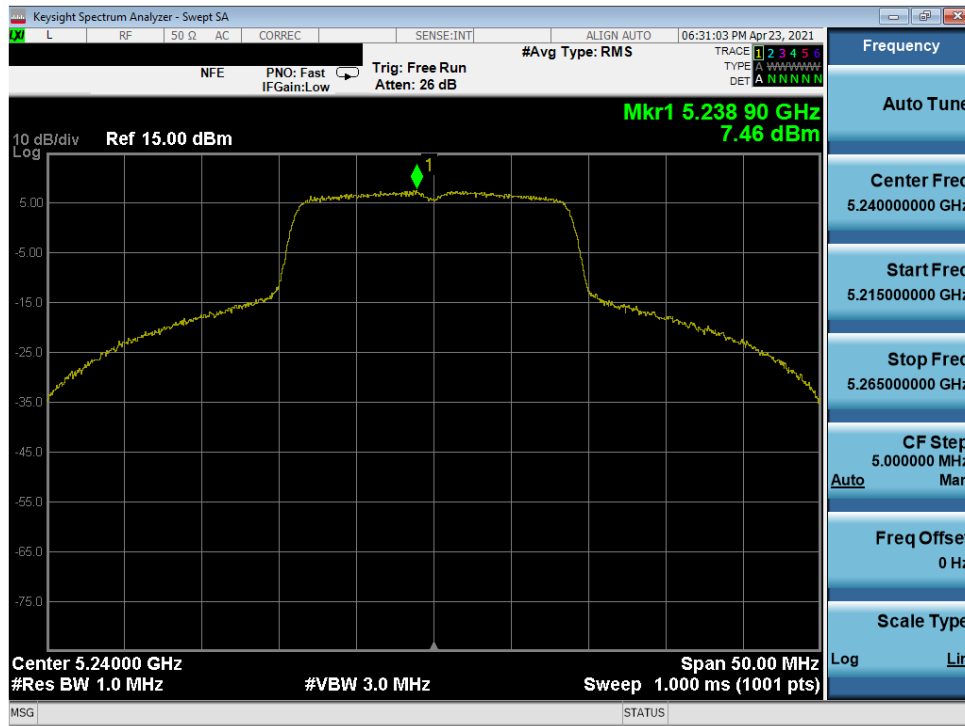 Keysight Spectrum Analyzer - Swept SA
LXI L RF 50 Ω AC CORREC SENSE:INT ALIGN AUTO 06:31:03 PM Apr 23, 2021
NFE PNO: Fast IFGain:Low Trig: Free Run Atten: 26 dB #Avg Type: RMS
TRACE 1 2 3 4 5 6
TYPE A WWWWW
DET A N N N N N
Mkr1 5.238 90 GHz
7.46 dBm
10 dB/div Ref 15.00 dBm
Log
1
5.00
-5.00
-15.0
-25.0
-35.0
-45.0
-55.0
-65.0
-75.0
Center 5.24000 GHz Span 50.00 MHz
#Res BW 1.0 MHz #VBW 3.0 MHz Sweep 1.000 ms (1001 pts)
MSG STATUS
Frequency
Auto Tune
Center Freq
5.240000000 GHz
Start Freq
5.215000000 GHz
Stop Freq
5.265000000 GHz
CF Step
5.000000 MHz
Auto Man
Freq Offset
0 Hz
Scale Type
Log Lin